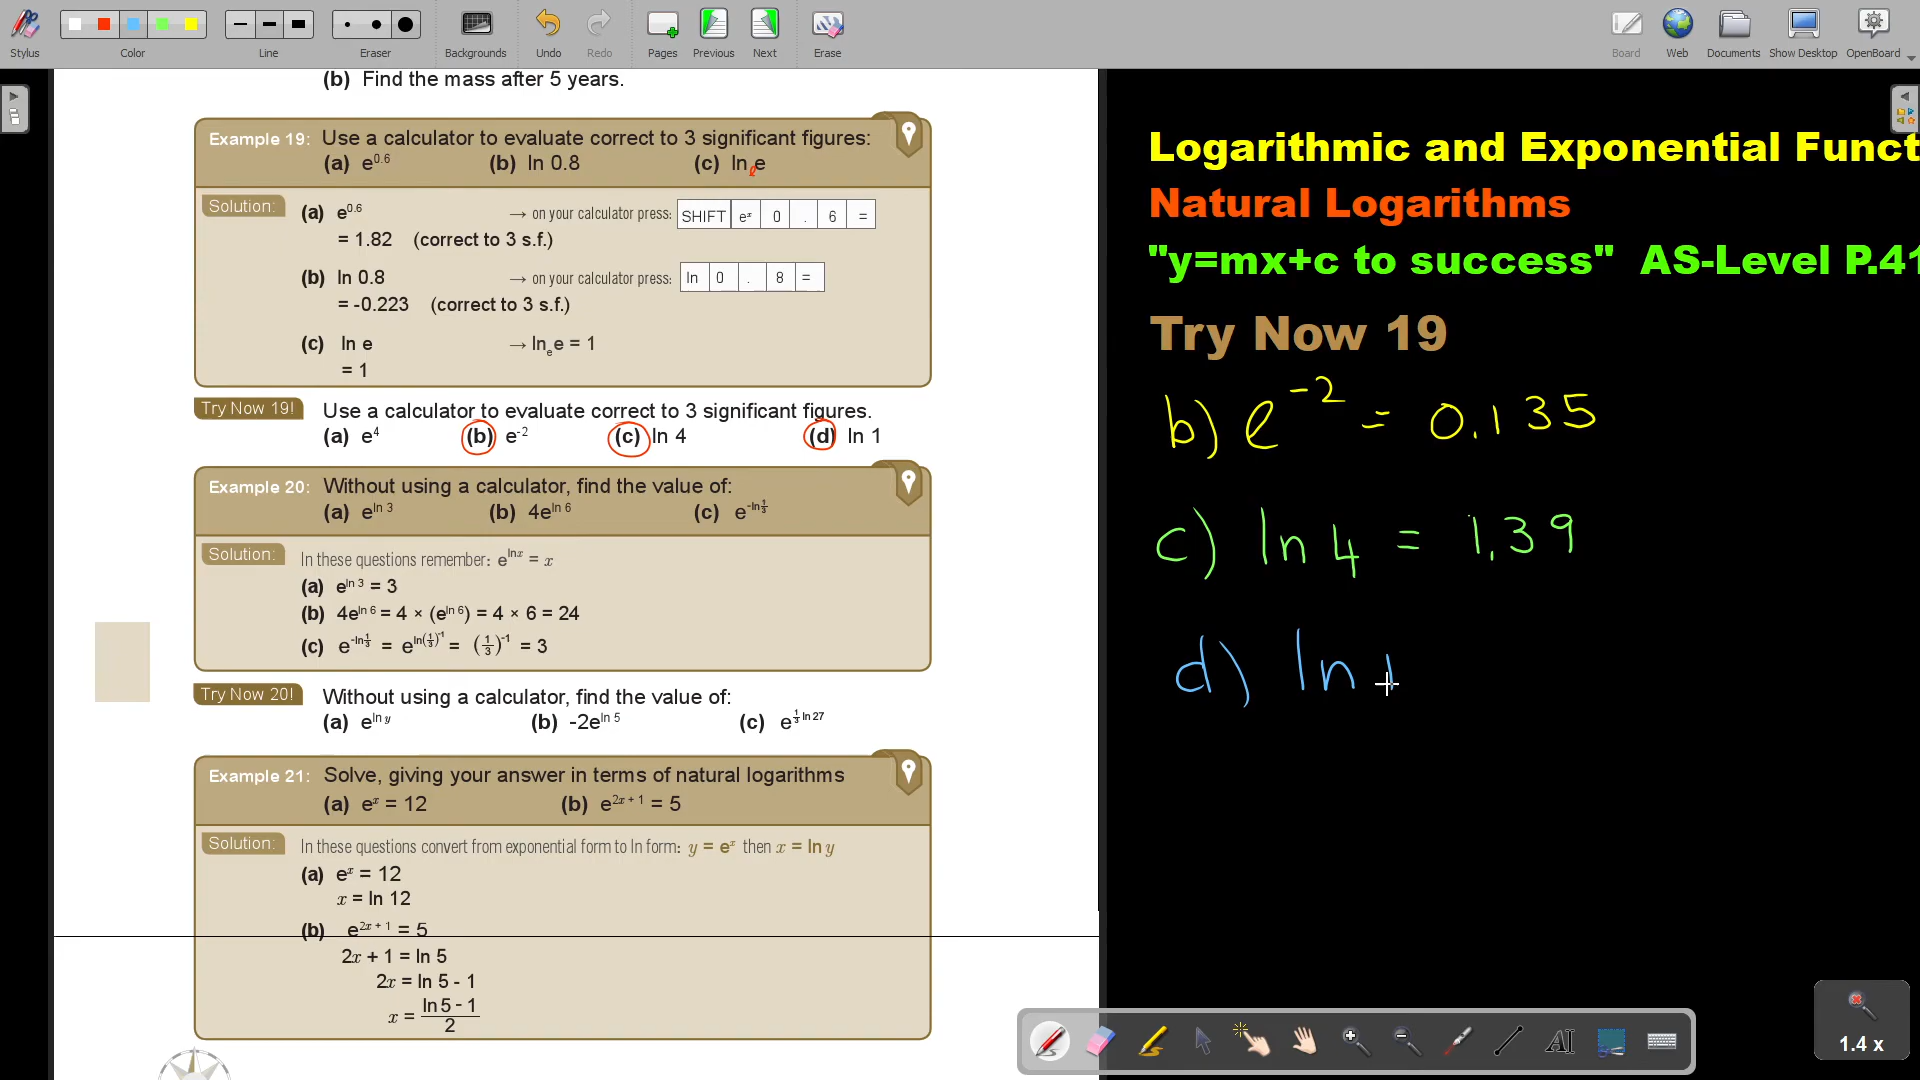 Stylus Color Line Eraser Backgrounds Undo Redo Pages Previous Next Erase Board Web Documents Show Desktop OpenBoard
(b) Find the mass after 5 years.
Example 19: Use a calculator to evaluate correct to 3 significant figures:
(a) e^0.6 (b) ln 0.8 (c) ln_e e
Solution: (a) e^0.6 → on your calculator press: SHIFT e^x 0 . 6 =
= 1.82 (correct to 3 s.f.)
(b) ln 0.8 → on your calculator press: ln 0 . 8 =
= -0.223 (correct to 3 s.f.)
(c) ln e → ln_e e = 1
= 1
Try Now 19! Use a calculator to evaluate correct to 3 significant figures.
(a) e^4 (b) e^-2 (c) ln 4 (d) ln 1
Example 20: Without using a calculator, find the value of:
(a) e^ln 3 (b) 4e^ln 6 (c) e^-ln 1/3
Solution: In these questions remember: e^lnx = x
(a) e^ln 3 = 3
(b) 4e^ln 6 = 4 × (e^ln 6) = 4 × 6 = 24
(c) e^-ln 1/3 = e^ln(1/3)^-1 = (1/3)^-1 = 3
Try Now 20! Without using a calculator, find the value of:
(a) e^ln y (b) -2e^ln 5 (c) e^1/3 ln 27
Example 21: Solve, giving your answer in terms of natural logarithms
(a) e^x = 12 (b) e^2x + 1 = 5
Solution: In these questions convert from exponential form to ln form: y = e^x then x = ln y
(a) e^x = 12
x = ln 12
(b) e^2x + 1 = 5
2x + 1 = ln 5
2x = ln 5 - 1
x = ln 5 - 1 / 2
Logarithmic and Exponential Funct
Natural Logarithms
"y=mx+c to success" AS-Level P.41
Try Now 19
b) e^-2 = 0.135
c) ln 4 = 1.39
d) ln 1
1.4 x